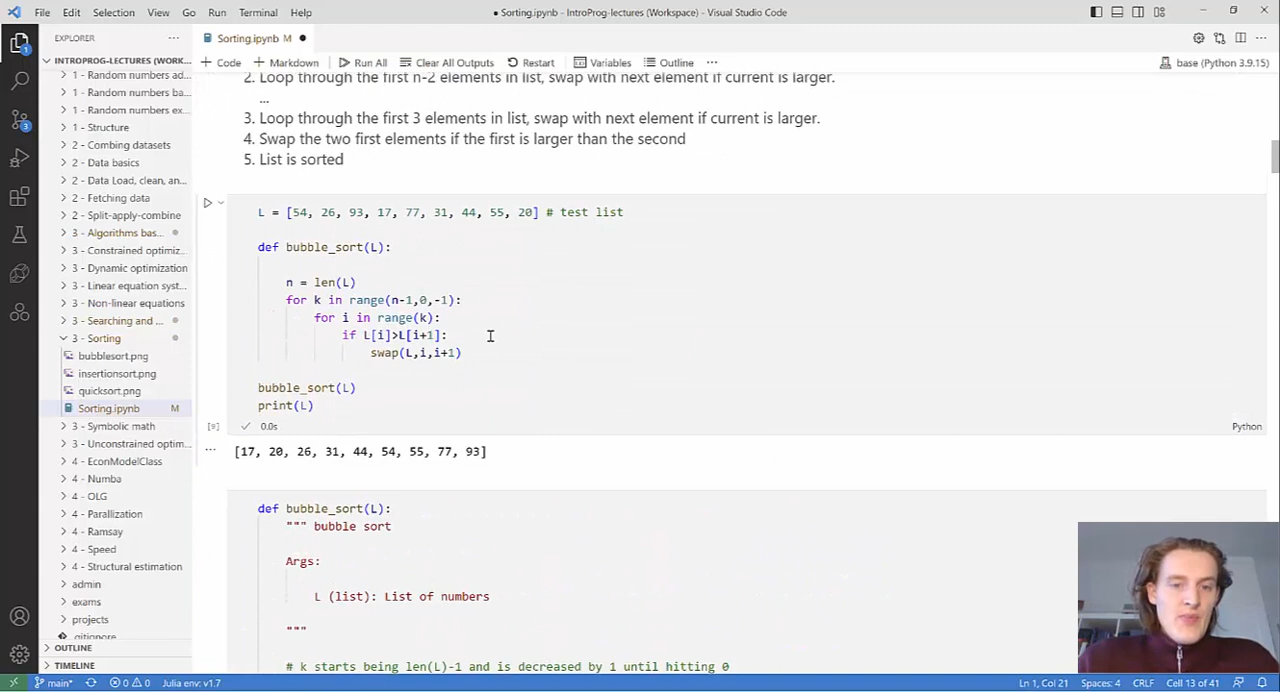 File Edit Selection View Go Run Terminal Help
● Sorting.ipynb - IntroProg-lectures (Workspace) - Visual Studio Code
EXPLORER ...
Sorting.ipynb M ●
INTROPROG-LECTURES (WORK...
+ Code + Markdown Run All Clear All Outputs Restart Variables Outline ... base (Python 3.9.15)
1 - Random numbers ad...
1 - Random numbers ba...
1 - Random numbers ex...
1 - Structure
2 - Combing datasets
2 - Data basics
2 - Data Load, clean, an...
2 - Fetching data
2 - Split-apply-combine
3 - Algorithms bas...
3 - Constrained optimiz...
3 - Dynamic optimization
3 - Linear equation syst...
3 - Non-linear equations
3 - Searching and ...
3 - Sorting
bubblesort.png
insertionsort.png
quicksort.png
Sorting.ipynb M
3 - Symbolic math
3 - Unconstrained optim...
4 - EconModelClass
4 - Numba
4 - OLG
4 - Parallization
4 - Ramsay
4 - Speed
4 - Structural estimation
admin
exams
projects
.gitignore
OUTLINE
TIMELINE
2. Loop through the first n-2 elements in list, swap with next element if current is larger.
...
3. Loop through the first 3 elements in list, swap with next element if current is larger.
4. Swap the two first elements if the first is larger than the second
5. List is sorted
L = [54, 26, 93, 17, 77, 31, 44, 55, 20] # test list
def bubble_sort(L):
n = len(L)
for k in range(n-1,0,-1):
for i in range(k):
if L[i]>L[i+1]:
swap(L,i,i+1)
bubble_sort(L)
print(L)
[9] 0.0s Python
... [17, 20, 26, 31, 44, 54, 55, 77, 93]
def bubble_sort(L):
""" bubble sort
Args:
L (list): List of numbers
"""
# k starts being len(L)-1 and is decreased by 1 until hitting 0
main* 0 0 Julia env: v1.7 Ln 1, Col 21 Spaces: 4 CRLF Cell 13 of 41